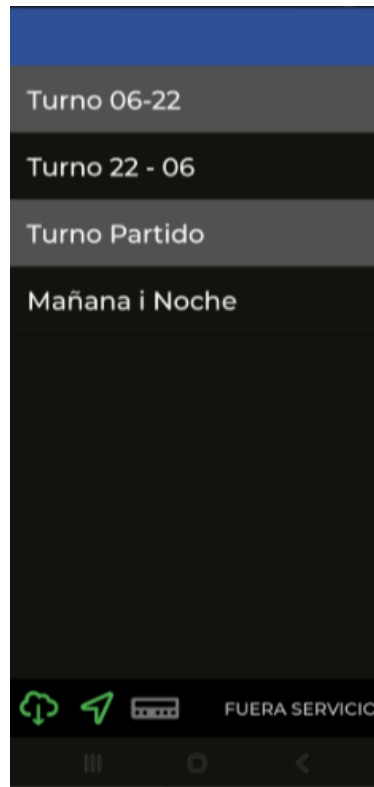 Turno 06-22
Turno 22 - 06
Turno Partido
Mañana i Noche
FUERA SERVICIO